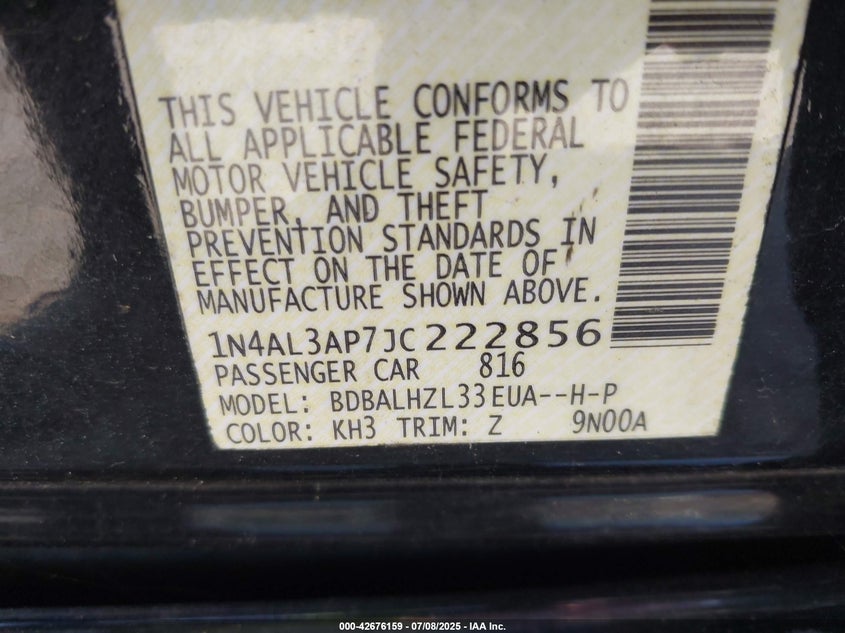 THIS VEHICLE CONFORMS TO
ALL APPLICABLE FEDERAL
MOTOR VEHICLE SAFETY,
BUMPER, AND THEFT
PREVENTION STANDARDS IN
EFFECT ON THE DATE OF
MANUFACTURE SHOWN ABOVE.
1N4AL3AP7JC222856
PASSENGER CAR 816
MODEL: BDBALHZL33EUA--H-P
COLOR: KH3 TRIM: Z 9N00A
000-42676159 - 07/08/2025 - IAA Inc.